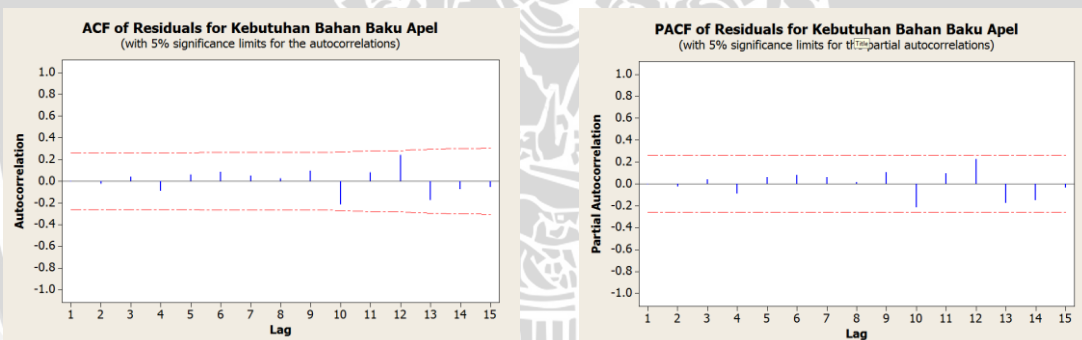 ACF of Residuals for Kebutuhan Bahan Baku Apel
(with 5% significance limits for the autocorrelations)
Autocorrelation
1.0
0.8
0.6
0.4
0.2
0.0
-0.2
-0.4
-0.6
-0.8
-1.0
1 2 3 4 5 6 7 8 9 10 11 12 13 14 15
Lag
PACF of Residuals for Kebutuhan Bahan Baku Apel
(with 5% significance limits for the partial autocorrelations)
Title
Partial Autocorrelation
1.0
0.8
0.6
0.4
0.2
0.0
-0.2
-0.4
-0.6
-0.8
-1.0
1 2 3 4 5 6 7 8 9 10 11 12 13 14 15
Lag